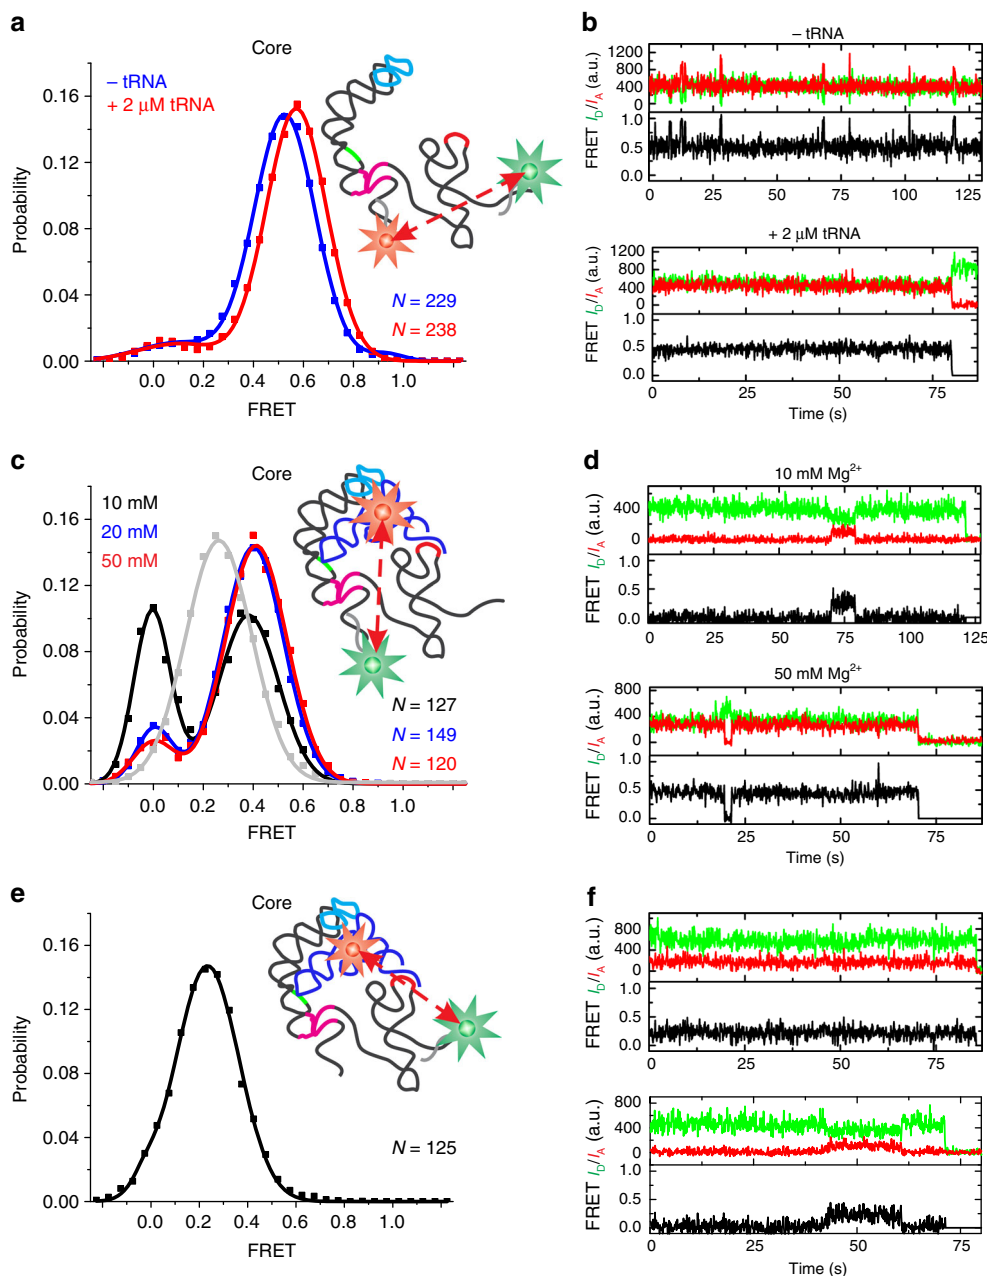 a
Core
– tRNA
+ 2 μM tRNA
Probability
0.16
0.12
0.08
0.04
0.00
N = 229
N = 238
0.0 0.2 0.4 0.6 0.8 1.0
FRET
b
– tRNA
FRET I_D/I_A (a.u.)
1200
800
400
0
1.0
0.5
0.0
0 25 50 75 100 125
+ 2 μM tRNA
FRET I_D/I_A (a.u.)
1200
800
400
0
1.0
0.5
0.0
0 25 50 75
Time (s)
c
Core
10 mM
20 mM
50 mM
Probability
0.16
0.12
0.08
0.04
0.00
N = 127
N = 149
N = 120
0.0 0.2 0.4 0.6 0.8 1.0
FRET
d
10 mM Mg²⁺
FRET I_D/I_A (a.u.)
400
0
1.0
0.5
0.0
0 25 50 75 100 125
50 mM Mg²⁺
FRET I_D/I_A (a.u.)
800
400
0
1.0
0.5
0.0
0 25 50 75
Time (s)
e
Core
Probability
0.16
0.12
0.08
0.04
0.00
N = 125
0.0 0.2 0.4 0.6 0.8 1.0
FRET
f
FRET I_D/I_A (a.u.)
800
400
0
1.0
0.5
0.0
0 25 50 75
FRET I_D/I_A (a.u.)
800
400
0
1.0
0.5
0.0
0 25 50 75
Time (s)